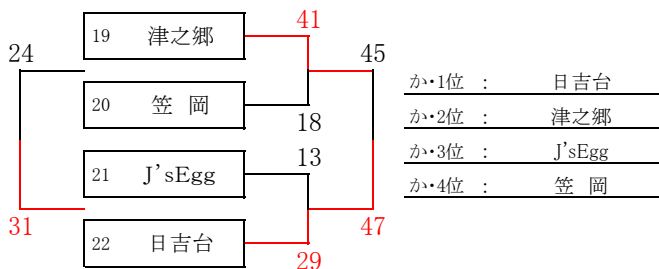 41
19 津之郷
24
45
20 笠 岡
18
13
21 J’sEgg
31
47
22 日吉台
29
か・1位 : 日吉台
か・2位 : 津之郷
か・3位 : J’sEgg
か・4位 : 笠 岡